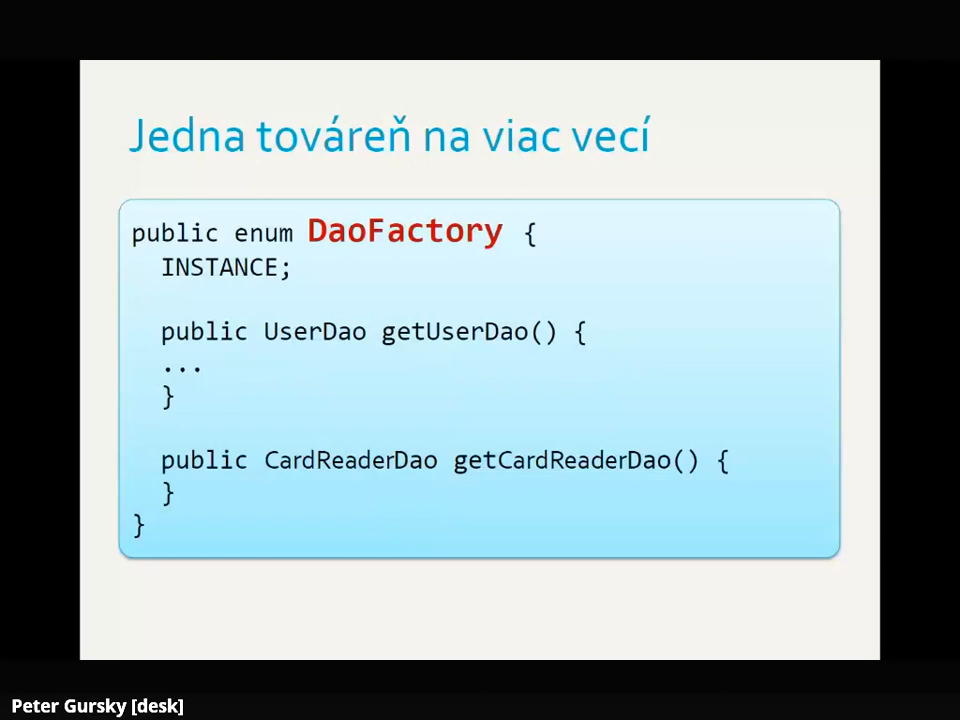 Jedna továreň na viac vecí
public enum DaoFactory {
INSTANCE;
public UserDao getUserDao() {
...
}
public CardReaderDao getCardReaderDao() {
}
}
Peter Gursky [desk]